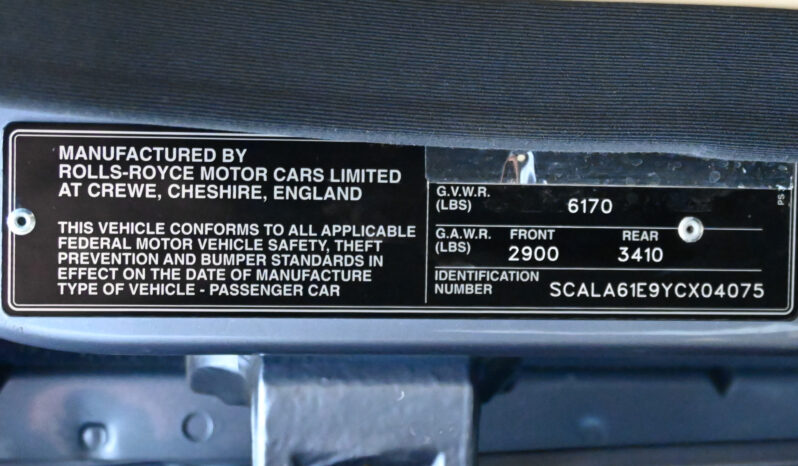 MANUFACTURED BY
ROLLS-ROYCE MOTOR CARS LIMITED
AT CREWE, CHESHIRE, ENGLAND
THIS VEHICLE CONFORMS TO ALL APPLICABLE
FEDERAL MOTOR VEHICLE SAFETY, THEFT
PREVENTION AND BUMPER STANDARDS IN
EFFECT ON THE DATE OF MANUFACTURE
TYPE OF VEHICLE - PASSENGER CAR
G.V.W.R.
(LBS) 6170
G.A.W.R. FRONT REAR
(LBS) 2900 3410
IDENTIFICATION
NUMBER SCALA61E9YCX04075